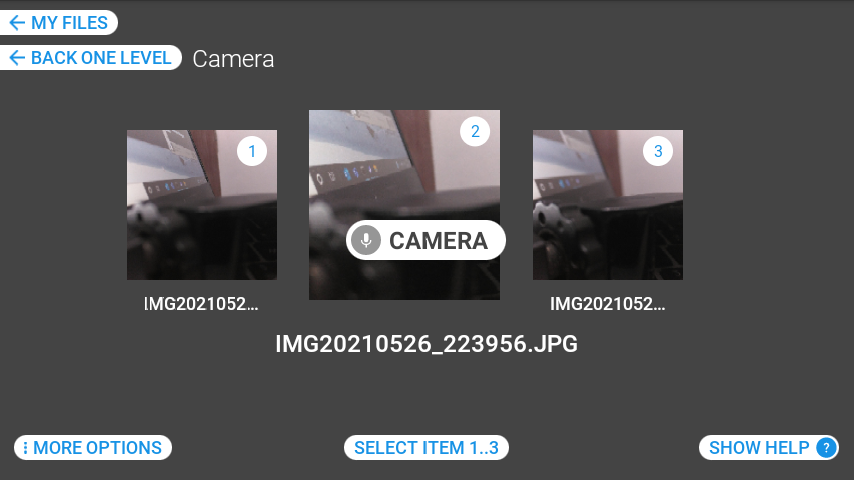 MY FILES
BACK ONE LEVEL Camera
1
2
3
CAMERA
IMG2021052...
IMG2021052...
IMG20210526_223956.JPG
MORE OPTIONS
SELECT ITEM 1..3
SHOW HELP ?